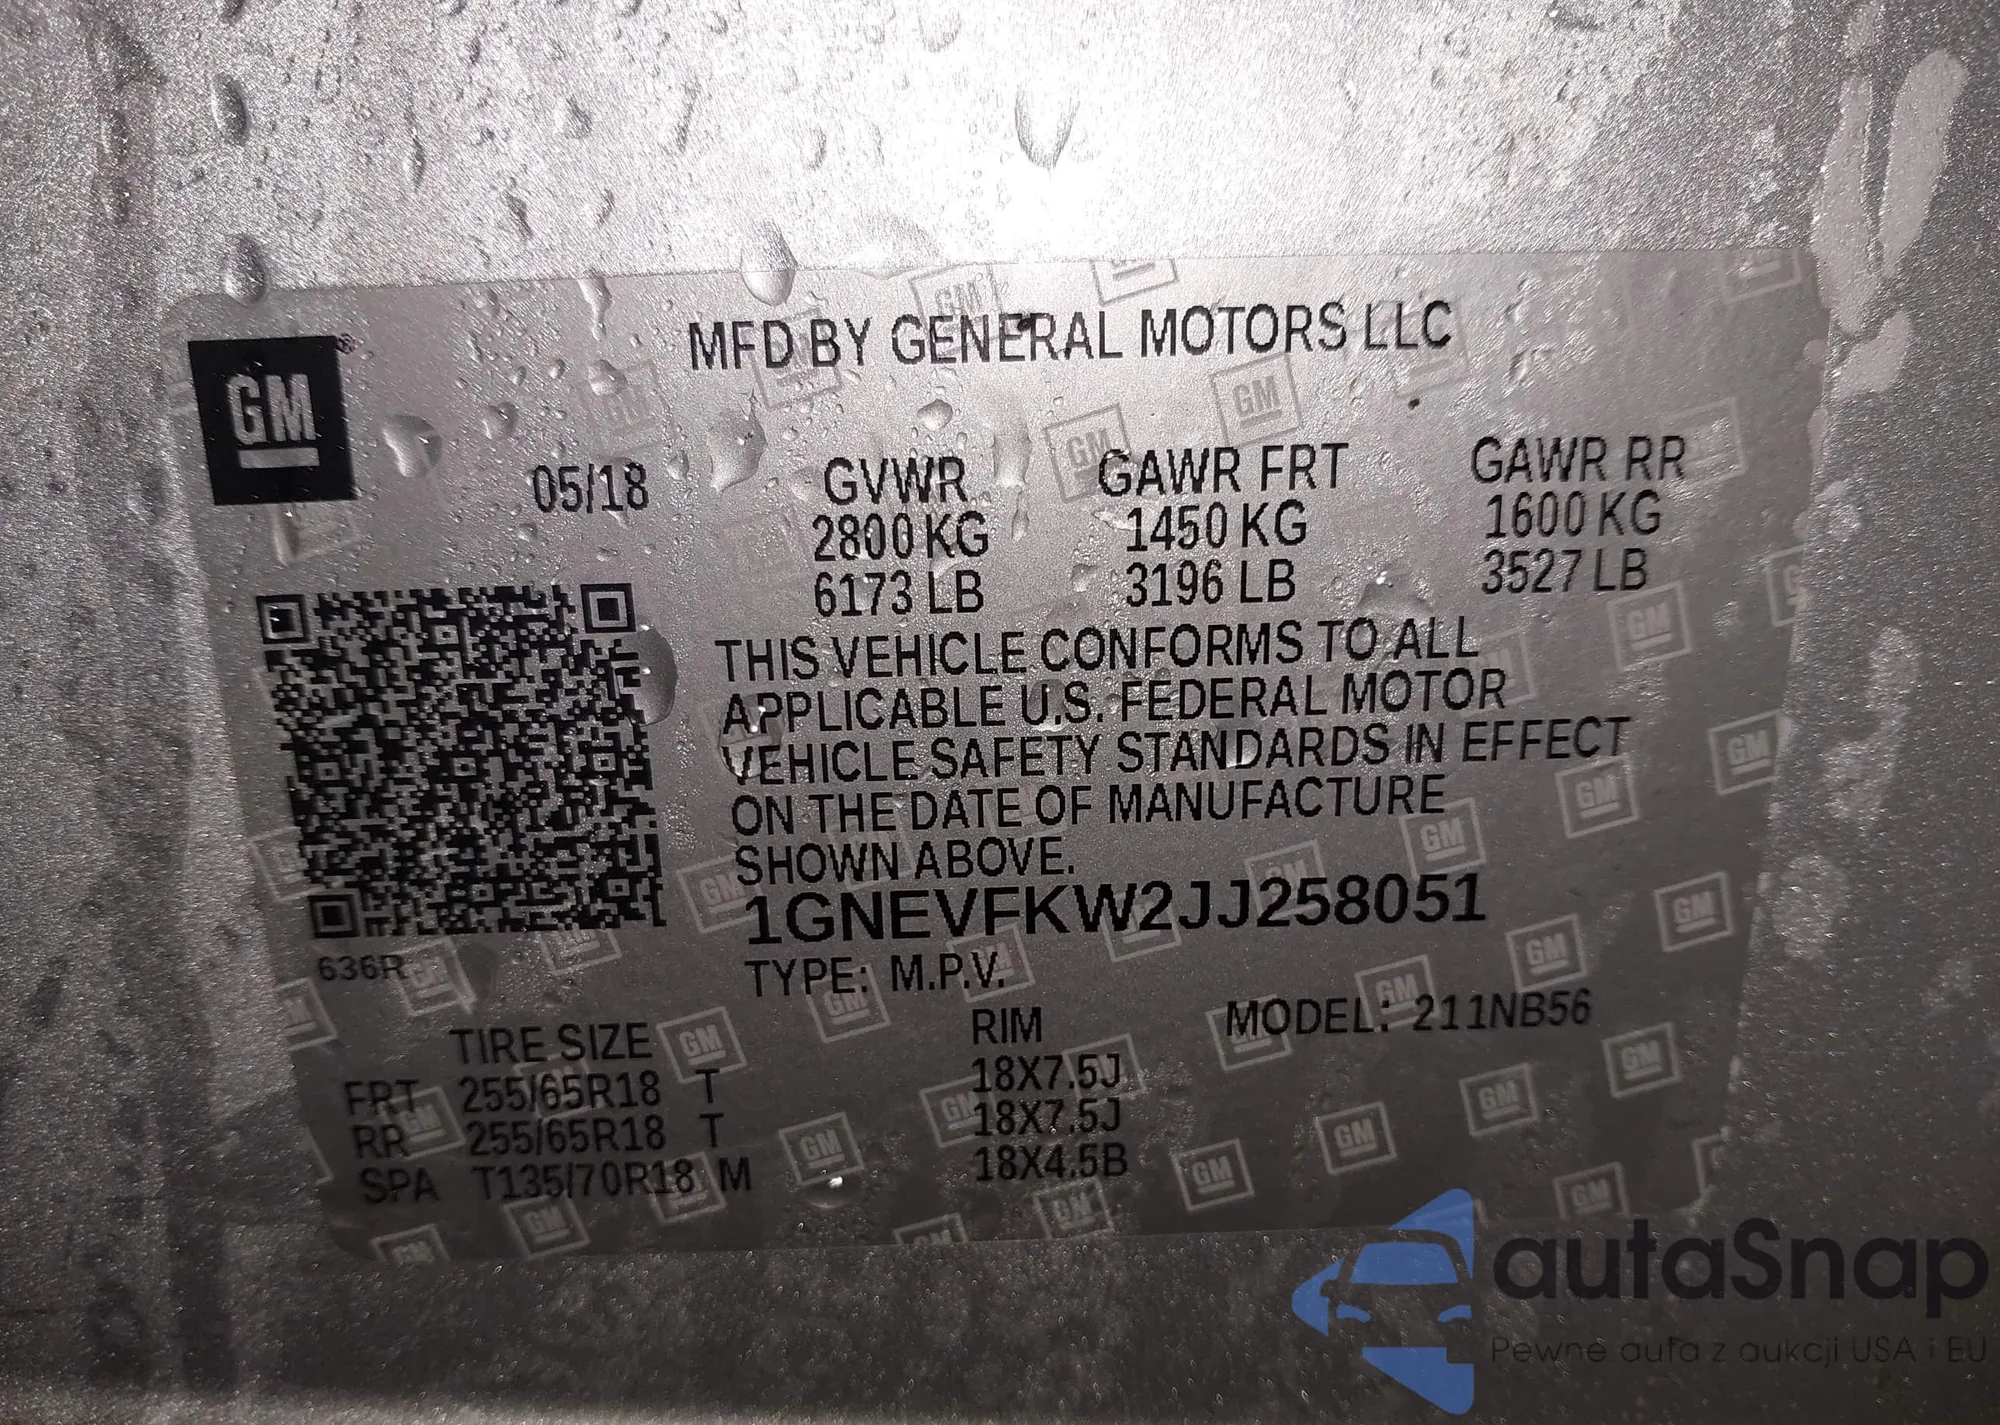 MFD BY GENERAL MOTORS LLC
GM®
05/18 GVWR GAWR FRT GAWR RR
2800 KG 1450 KG 1600 KG
6173 LB 3196 LB 3527 LB
THIS VEHICLE CONFORMS TO ALL
APPLICABLE U.S. FEDERAL MOTOR
VEHICLE SAFETY STANDARDS IN EFFECT
ON THE DATE OF MANUFACTURE
SHOWN ABOVE.
1GNEVFKW2JJ258051
636R
TYPE: M.P.V.
TIRE SIZE RIM MODEL: 211NB56
FRT 255/65R18 T 18X7.5J
RR 255/65R18 T 18X7.5J
SPA T135/70R18 M 18X4.5B
autaSnap
Pewne auta z aukcji USA i EU